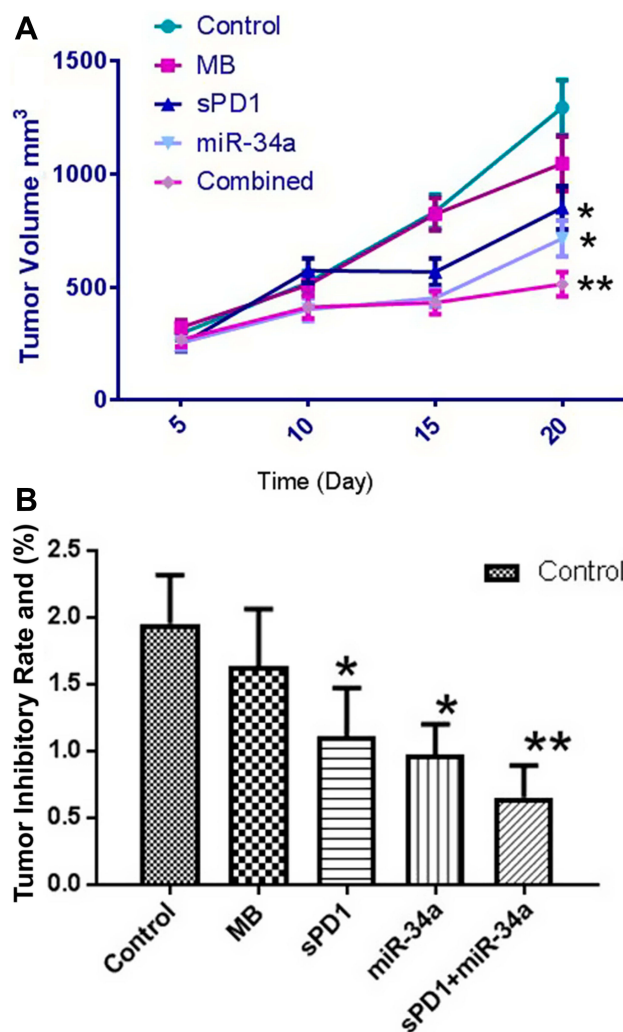 A
Control
MB
sPD1
miR-34a
Combined
Tumor Volume mm³
1500
1000
500
0
*
*
**
5 10 15 20
Time (Day)
B
Tumor Inhibitory Rate and (%)
2.5
2.0
1.5
1.0
0.5
0.0
Control
*
*
**
Control MB sPD1 miR-34a sPD1+miR-34a